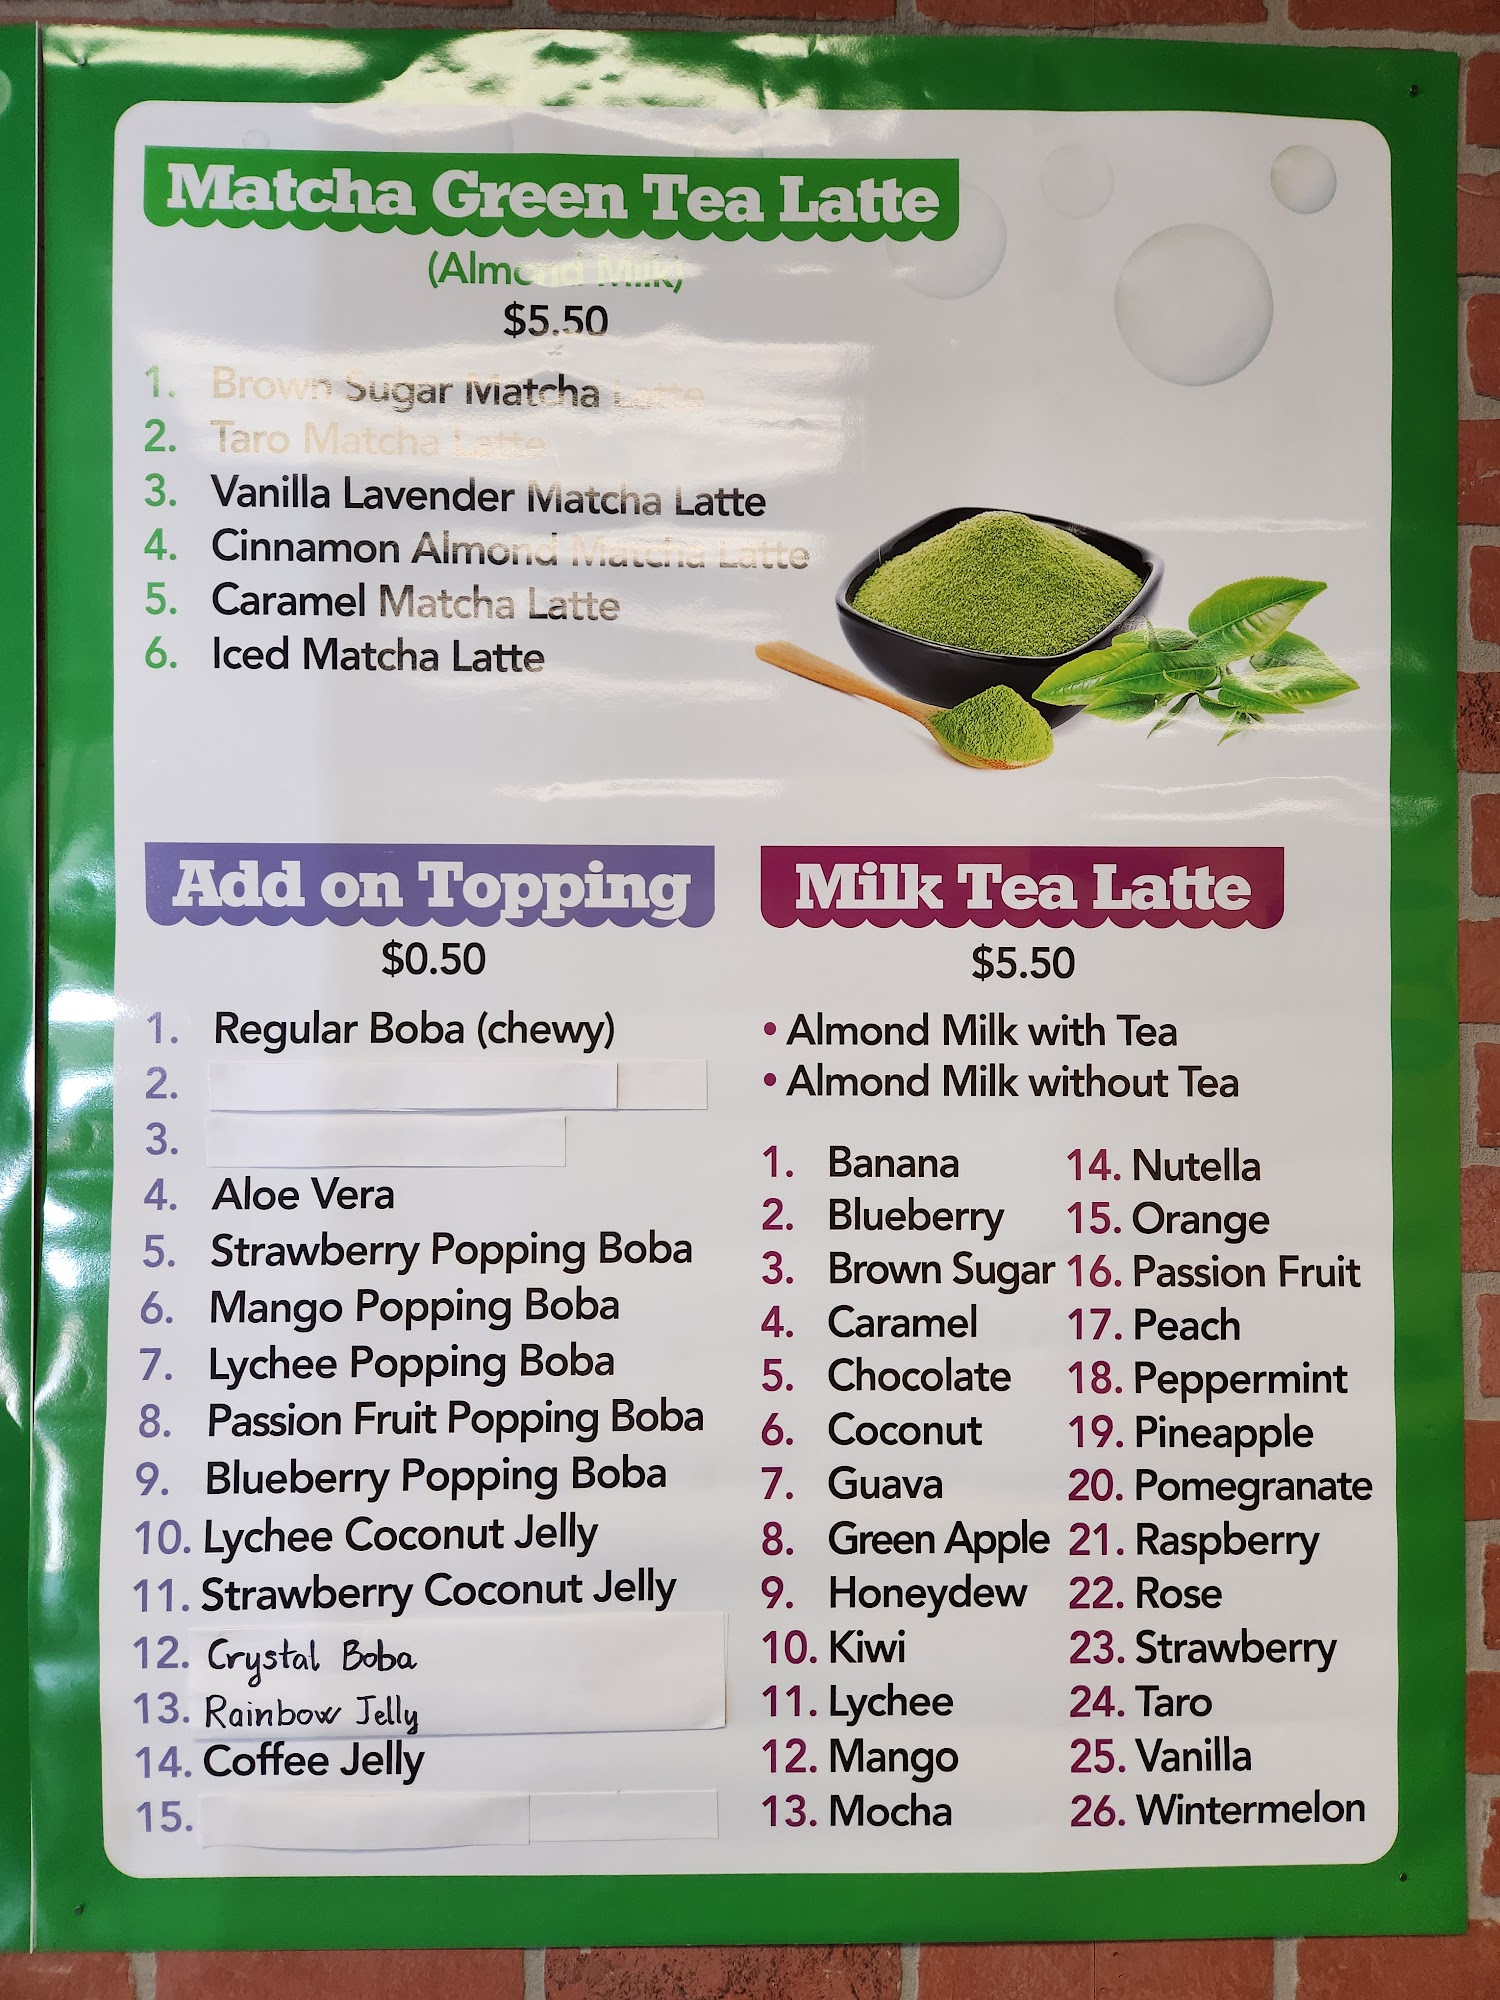 Matcha Green Tea Latte
(Almond Milk)
$5.50
1. Brown Sugar Matcha Latte
2. Taro Matcha Latte
3. Vanilla Lavender Matcha Latte
4. Cinnamon Almond Matcha Latte
5. Caramel Matcha Latte
6. Iced Matcha Latte
Add on Topping
$0.50
1. Regular Boba (chewy)
2.
3.
4. Aloe Vera
5. Strawberry Popping Boba
6. Mango Popping Boba
7. Lychee Popping Boba
8. Passion Fruit Popping Boba
9. Blueberry Popping Boba
10. Lychee Coconut Jelly
11. Strawberry Coconut Jelly
12. Crystal Boba
13. Rainbow Jelly
14. Coffee Jelly
15.
Milk Tea Latte
$5.50
• Almond Milk with Tea
• Almond Milk without Tea
1. Banana
2. Blueberry
3. Brown Sugar
4. Caramel
5. Chocolate
6. Coconut
7. Guava
8. Green Apple
9. Honeydew
10. Kiwi
11. Lychee
12. Mango
13. Mocha
14. Nutella
15. Orange
16. Passion Fruit
17. Peach
18. Peppermint
19. Pineapple
20. Pomegranate
21. Raspberry
22. Rose
23. Strawberry
24. Taro
25. Vanilla
26. Wintermelon